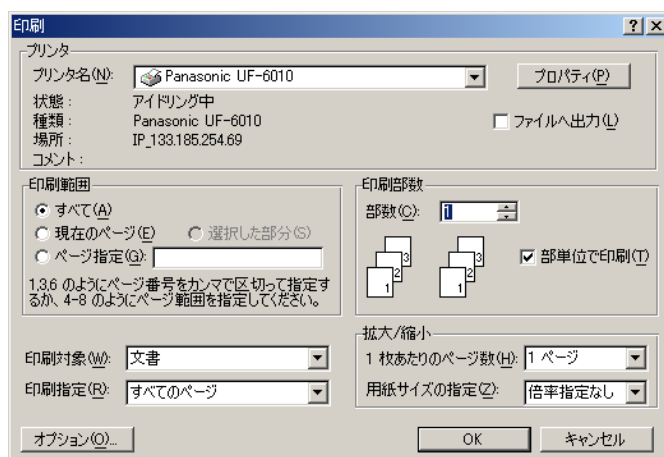 印刷
プリンタ
プリンタ名(N): Panasonic UF-6010 プロパティ(P)
状態: アイドリング中
種類: Panasonic UF-6010 ファイルへ出力(L)
場所: IP_133.185.254.69
コメント:
印刷範囲
すべて(A)
現在のページ(E) 選択した部分(S)
ページ指定(G):
1,3,6 のようにページ番号をカンマで区切って指定す
るか、4-8 のようにページ範囲を指定してください。
印刷部数
部数(C): 1
1 2 3 1 2 3 部単位で印刷(T)
印刷対象(W): 文書
印刷指定(R): すべてのページ
拡大/縮小
1 枚あたりのページ数(H): 1 ページ
用紙サイズの指定(Z): 倍率指定なし
オプション(O)... OK キャンセル